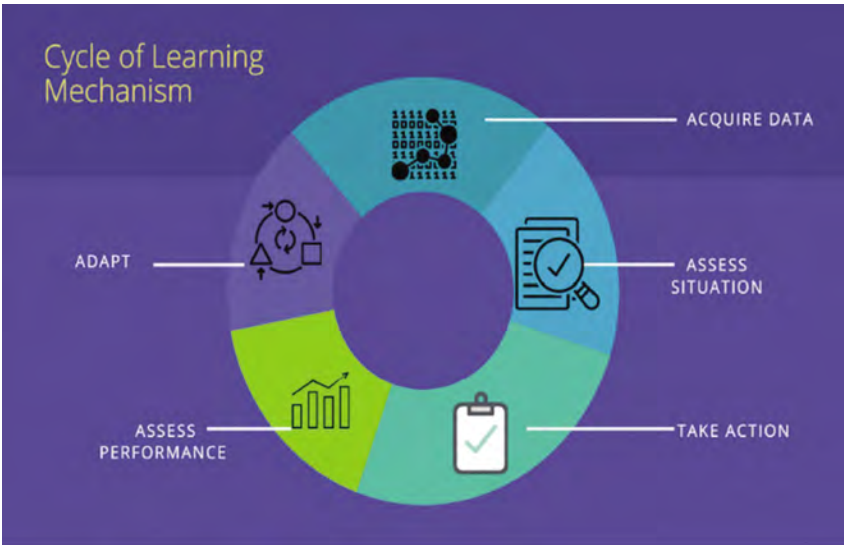 Cycle of Learning
Mechanism
ACQUIRE DATA
ASSESS
SITUATION
TAKE ACTION
ASSESS
PERFORMANCE
ADAPT